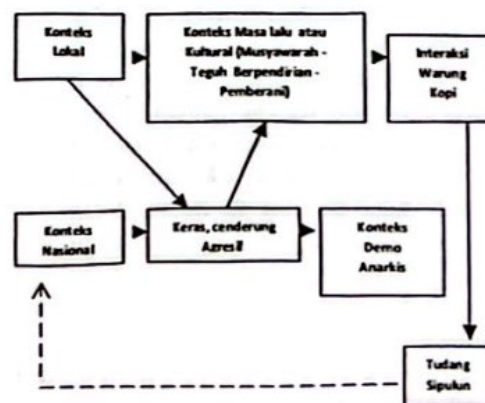 Konteks
Lokal
Konteks Masa lalu atau
Kultural (Musyawarah -
Teguh Berpendirian -
Pemberani)
Interaksi
Warung
Kopi
Konteks
Nasional
Keras, cenderung
Agresif
Konteks
Demo
Anarkis
Tudang
Sipulun